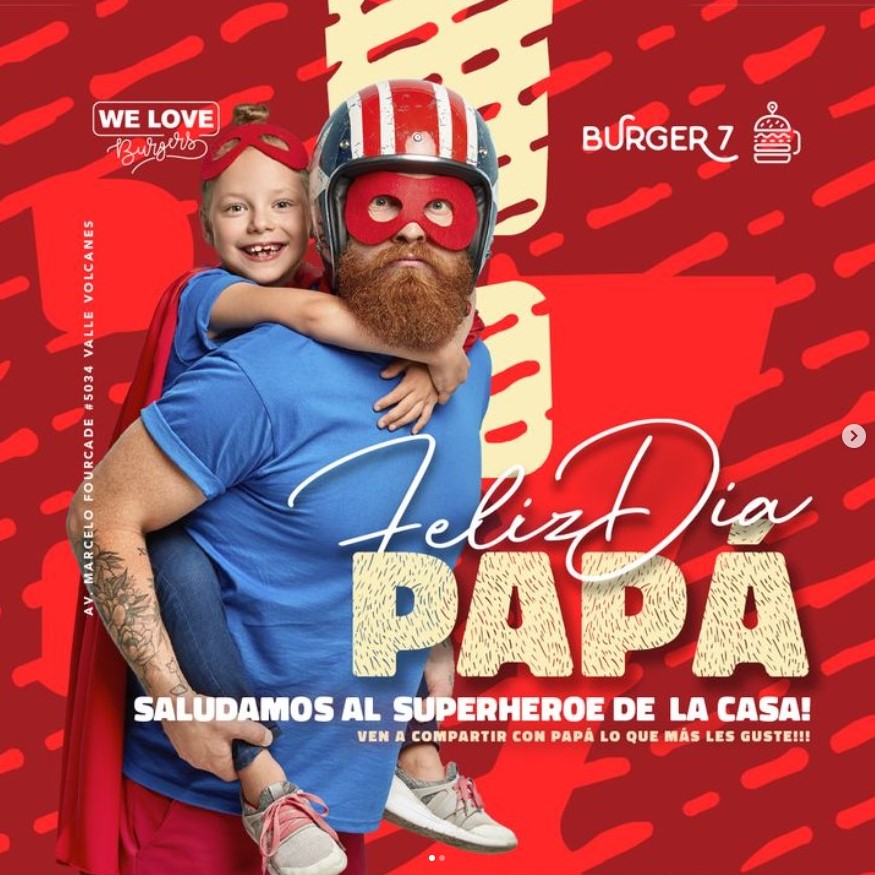 WE LOVE
Burgers
BURGER 7
AV. MARCELO FOURCADE #5034 VALLE VOLCANES
Feliz Dia
PAPÁ
SALUDAMOS AL SUPERHEROE DE LA CASA!
VEN A COMPARTIR CON PAPÁ LO QUE MÁS LES GUSTE!!!